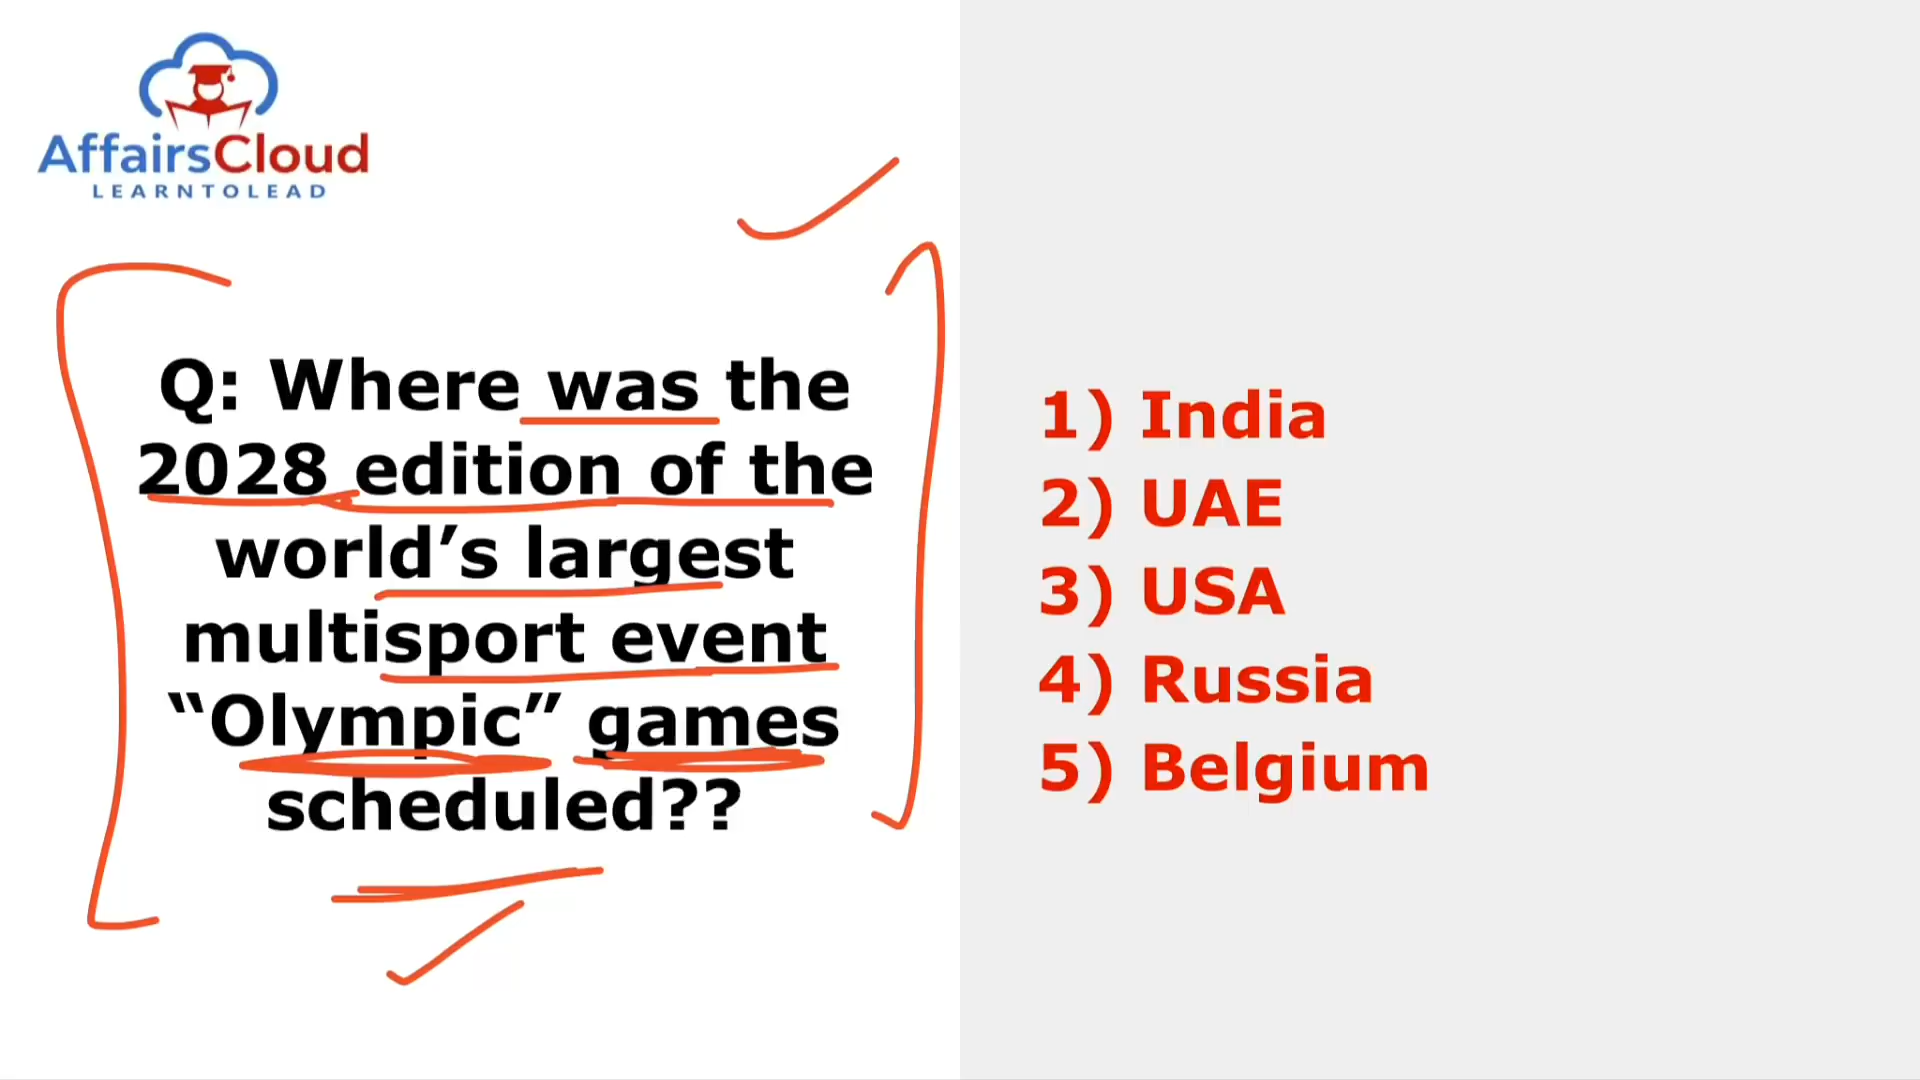 AffairsCloud
LEARNTOLEAD
Q: Where was the
2028 edition of the
world’s largest
multisport event
“Olympic” games
scheduled??
1) India
2) UAE
3) USA
4) Russia
5) Belgium